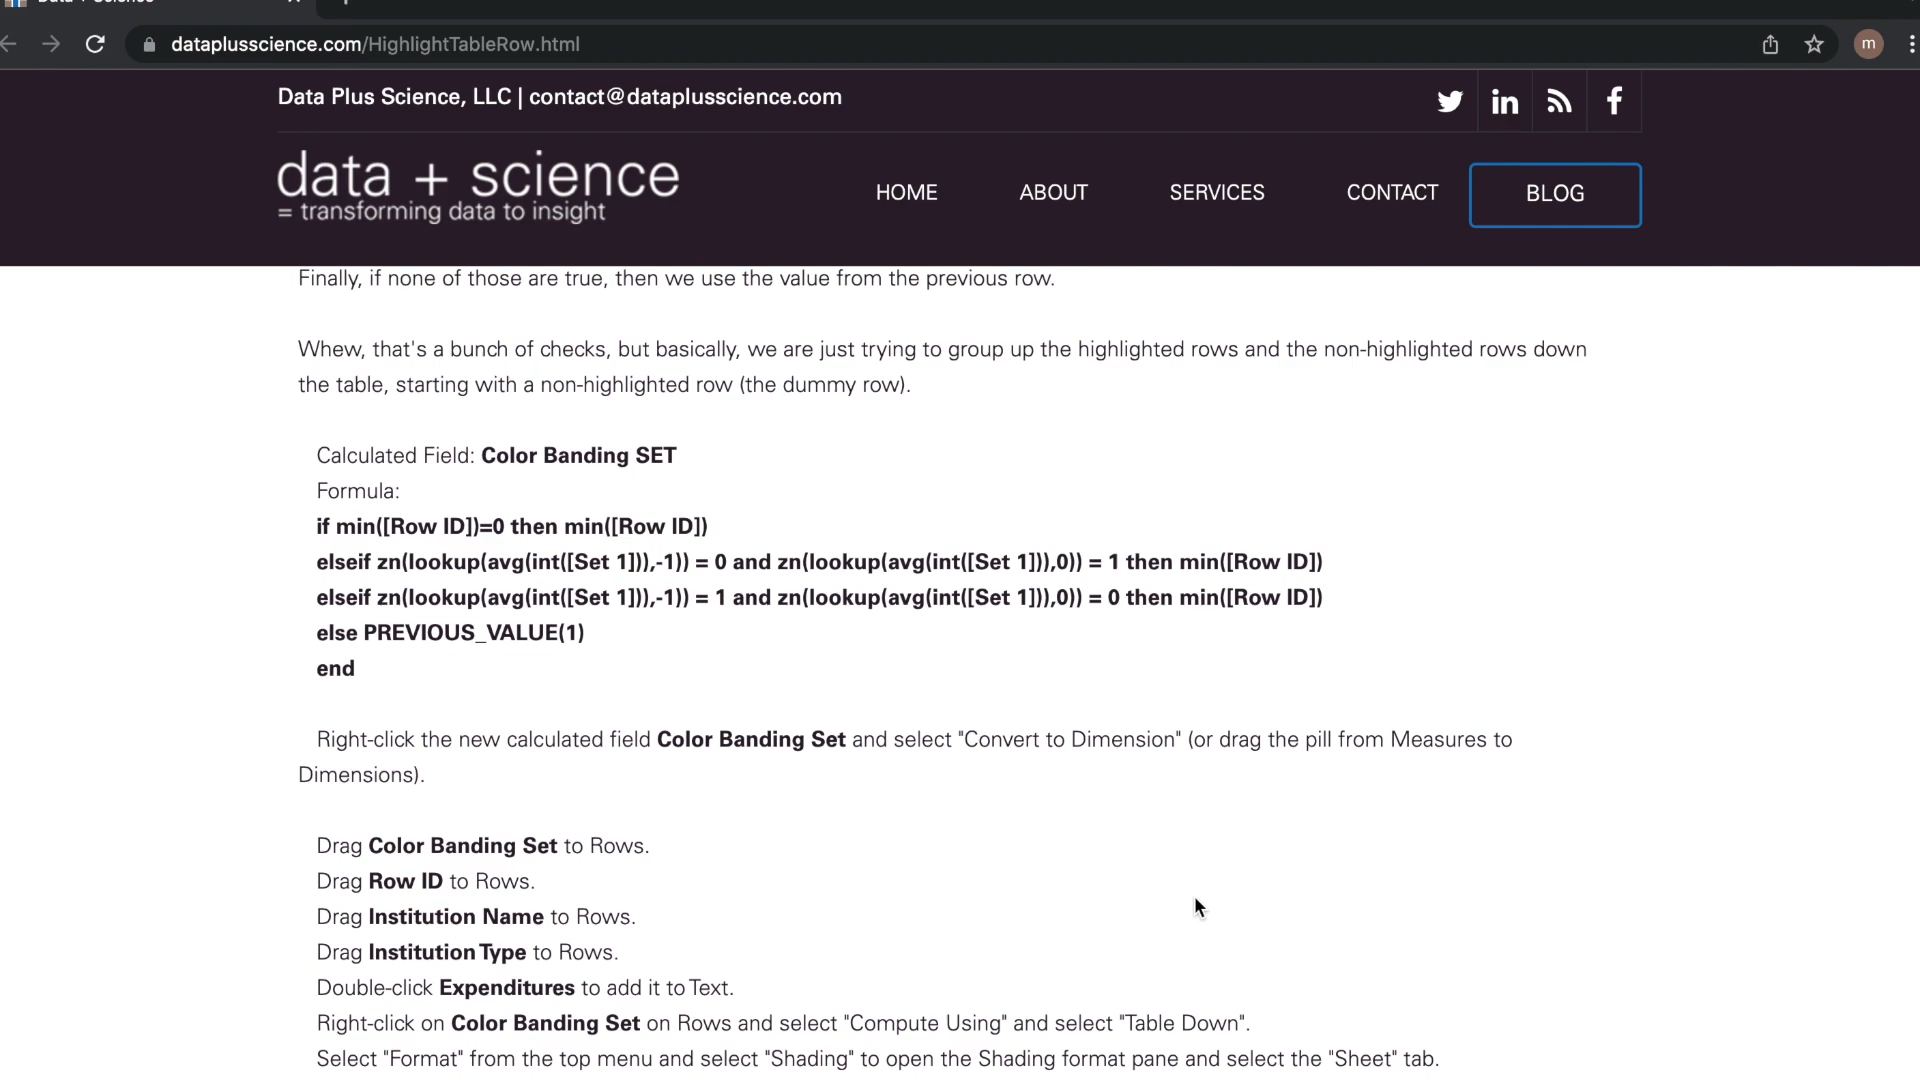 dataplusscience.com/HighlightTableRow.html
m
Data Plus Science, LLC | contact@dataplusscience.com
data + science
= transforming data to insight
HOME ABOUT SERVICES CONTACT BLOG
Finally, if none of those are true, then we use the value from the previous row.
Whew, that's a bunch of checks, but basically, we are just trying to group up the highlighted rows and the non-highlighted rows down
the table, starting with a non-highlighted row (the dummy row).
Calculated Field: Color Banding SET
Formula:
if min([Row ID])=0 then min([Row ID])
elseif zn(lookup(avg(int([Set 1])),-1)) = 0 and zn(lookup(avg(int([Set 1])),0)) = 1 then min([Row ID])
elseif zn(lookup(avg(int([Set 1])),-1)) = 1 and zn(lookup(avg(int([Set 1])),0)) = 0 then min([Row ID])
else PREVIOUS_VALUE(1)
end
Right-click the new calculated field Color Banding Set and select "Convert to Dimension" (or drag the pill from Measures to
Dimensions).
Drag Color Banding Set to Rows.
Drag Row ID to Rows.
Drag Institution Name to Rows.
Drag Institution Type to Rows.
Double-click Expenditures to add it to Text.
Right-click on Color Banding Set on Rows and select "Compute Using" and select "Table Down".
Select "Format" from the top menu and select "Shading" to open the Shading format pane and select the "Sheet" tab.